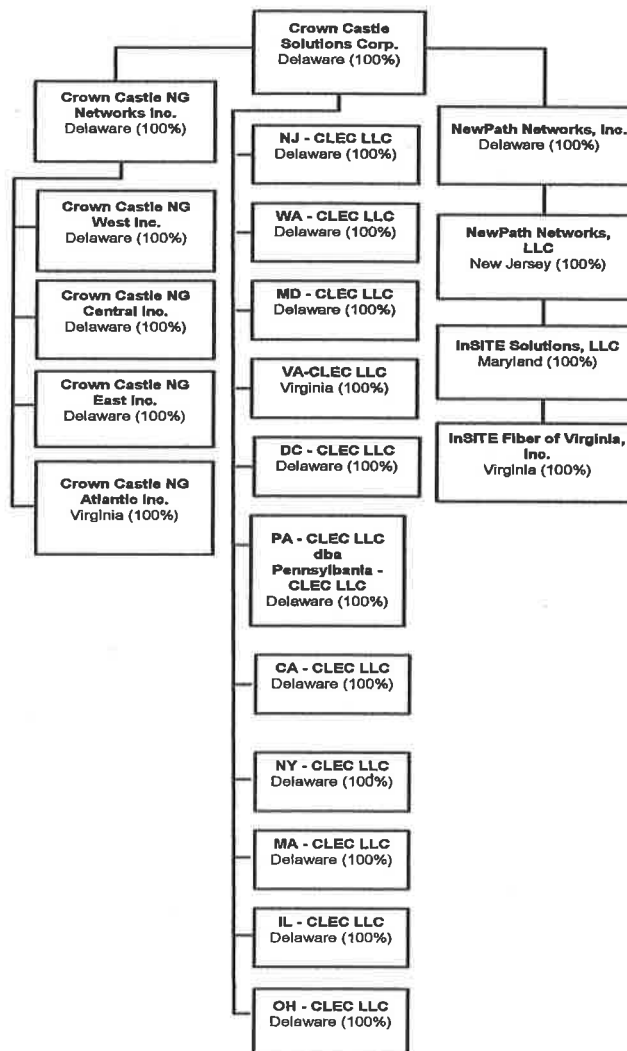 Crown Castle
Solutions Corp.
Delaware (100%)
Crown Castle NG
Networks Inc.
Delaware (100%)
Crown Castle NG
West Inc.
Delaware (100%)
Crown Castle NG
Central Inc.
Delaware (100%)
Crown Castle NG
East Inc.
Delaware (100%)
Crown Castle NG
Atlantic Inc.
Virginia (100%)
NJ - CLEC LLC
Delaware (100%)
WA - CLEC LLC
Delaware (100%)
MD - CLEC LLC
Delaware (100%)
VA-CLEC LLC
Virginia (100%)
DC - CLEC LLC
Delaware (100%)
PA - CLEC LLC
dba
Pennsylbania -
CLEC LLC
Delaware (100%)
CA - CLEC LLC
Delaware (100%)
NY - CLEC LLC
Delaware (100%)
MA - CLEC LLC
Delaware (100%)
IL - CLEC LLC
Delaware (100%)
OH - CLEC LLC
Delaware (100%)
NewPath Networks, Inc.
Delaware (100%)
NewPath Networks,
LLC
New Jersey (100%)
InSITE Solutions, LLC
Maryland (100%)
InSITE Fiber of Virginia,
Inc.
Virginia (100%)